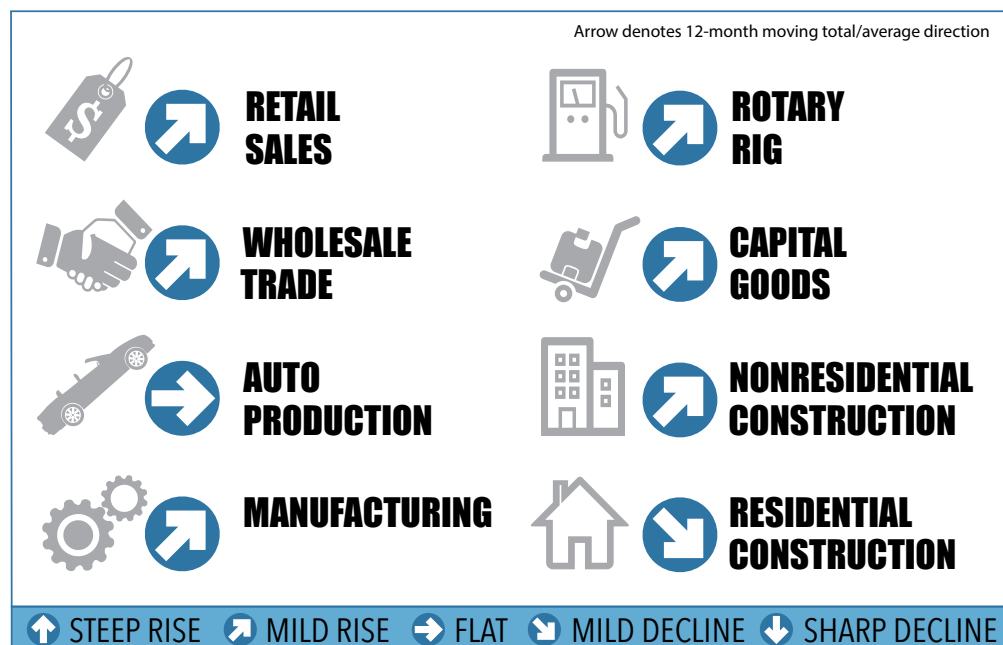 Arrow denotes 12-month moving total/average direction
$
RETAIL
SALES
ROTARY
RIG
WHOLESALE
TRADE
CAPITAL
GOODS
AUTO
PRODUCTION
NONRESIDENTIAL
CONSTRUCTION
MANUFACTURING
RESIDENTIAL
CONSTRUCTION
STEEP RISE MILD RISE FLAT MILD DECLINE SHARP DECLINE